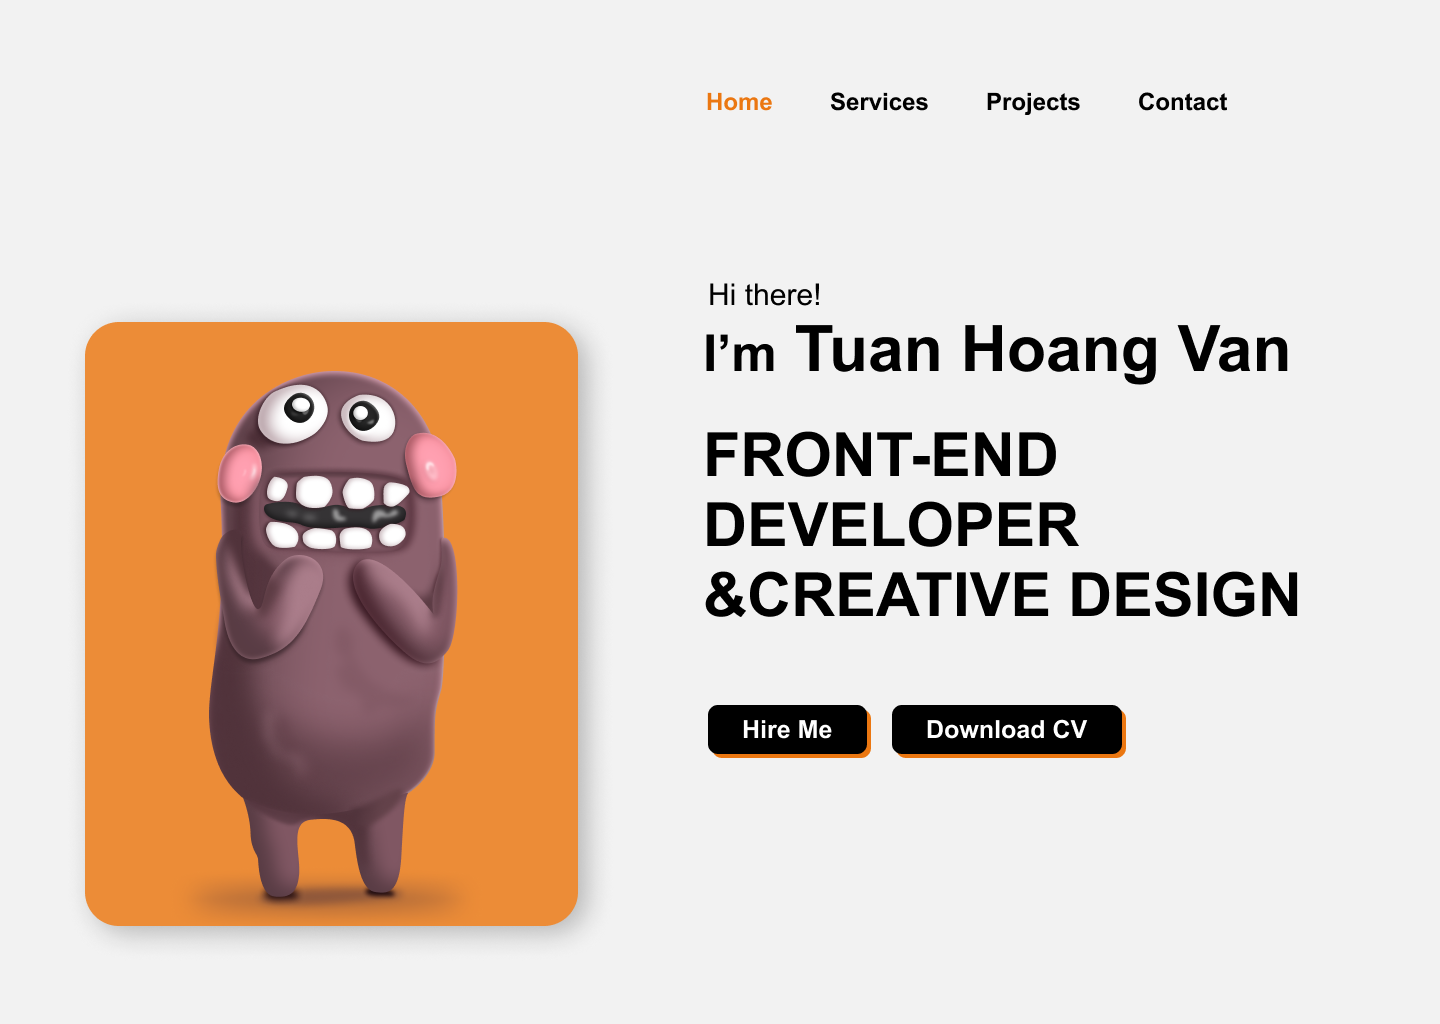 Home Services Projects Contact
Hi there!
I’m Tuan Hoang Van
FRONT-END
DEVELOPER
&CREATIVE DESIGN
Hire Me Download CV